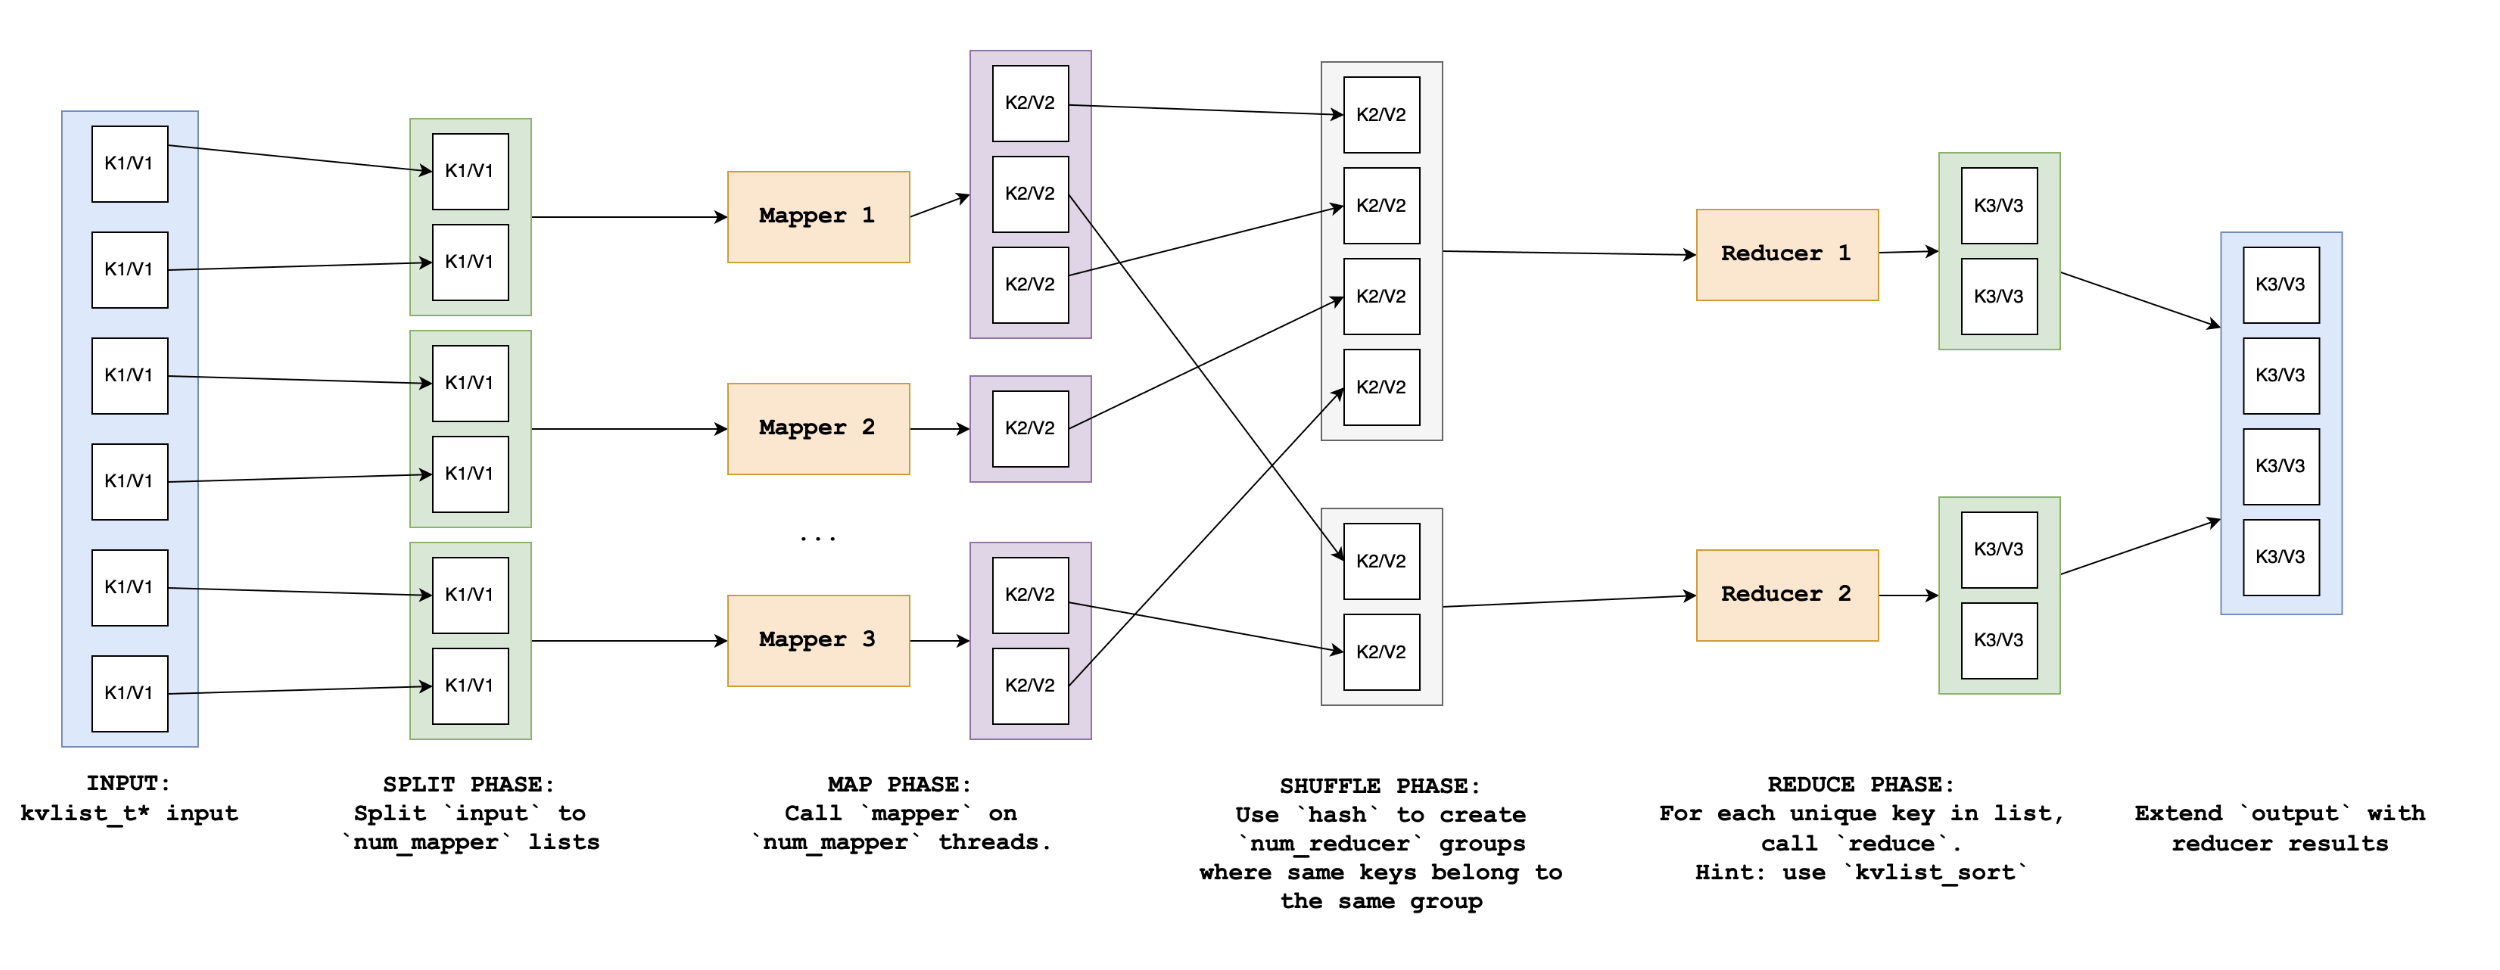 K1/V1
K1/V1
K1/V1
K1/V1
K1/V1
K1/V1
INPUT:
kvlist_t* input
K1/V1
K1/V1
K1/V1
K1/V1
K1/V1
K1/V1
SPLIT PHASE:
Split `input` to
`num_mapper` lists
Mapper 1
Mapper 2
...
Mapper 3
MAP PHASE:
Call `mapper` on
`num_mapper` threads.
K2/V2
K2/V2
K2/V2
K2/V2
K2/V2
K2/V2
K2/V2
K2/V2
K2/V2
K2/V2
K2/V2
K2/V2
SHUFFLE PHASE:
Use `hash` to create
`num_reducer` groups
where same keys belong to
the same group
Reducer 1
Reducer 2
REDUCE PHASE:
For each unique key in list,
call `reduce`.
Hint: use `kvlist_sort`
K3/V3
K3/V3
K3/V3
K3/V3
K3/V3
K3/V3
K3/V3
K3/V3
Extend `output` with
reducer results